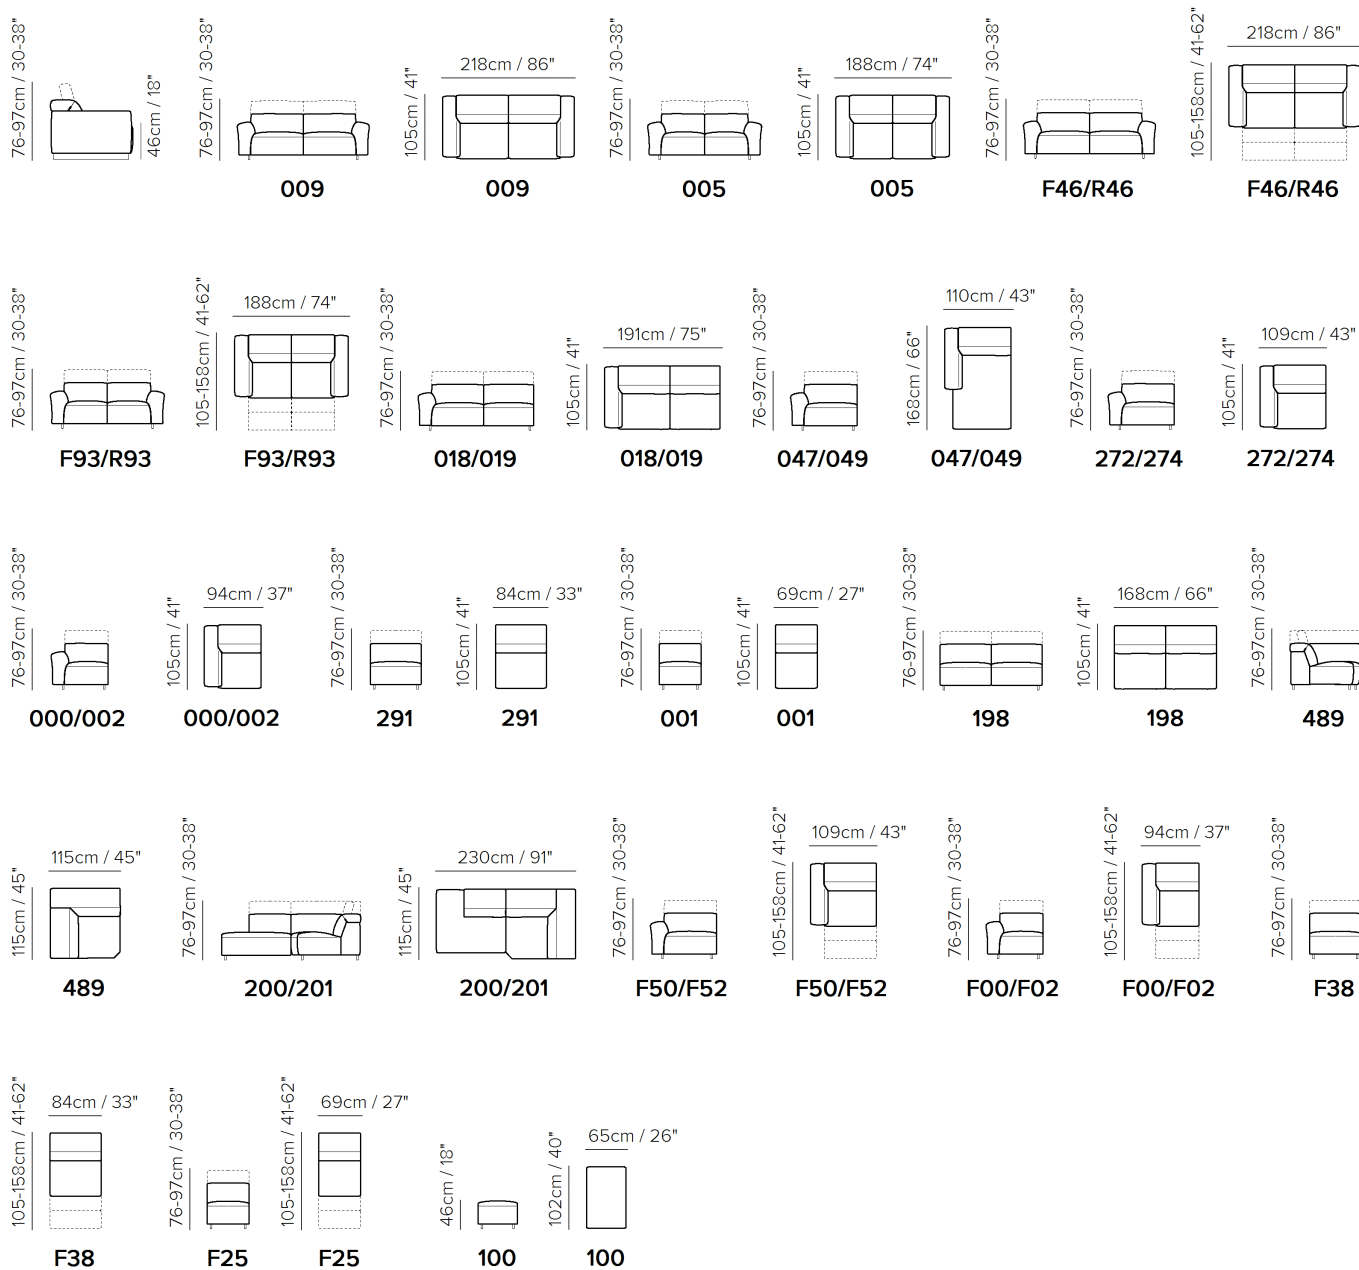 76-97cm / 30-38"
46cm / 18"
76-97cm / 30-38"
009
105cm / 41"
218cm / 86"
009
76-97cm / 30-38"
005
105cm / 41"
188cm / 74"
005
76-97cm / 30-38"
F46/R46
105-158cm / 41-62"
218cm / 86"
F46/R46
76-97cm / 30-38"
F93/R93
105-158cm / 41-62"
188cm / 74"
F93/R93
76-97cm / 30-38"
018/019
105cm / 41"
191cm / 75"
018/019
76-97cm / 30-38"
047/049
168cm / 66"
110cm / 43"
047/049
76-97cm / 30-38"
272/274
105cm / 41"
109cm / 43"
272/274
76-97cm / 30-38"
000/002
105cm / 41"
94cm / 37"
000/002
76-97cm / 30-38"
291
105cm / 41"
84cm / 33"
291
76-97cm / 30-38"
001
105cm / 41"
69cm / 27"
001
76-97cm / 30-38"
198
105cm / 41"
168cm / 66"
198
76-97cm / 30-38"
489
115cm / 45"
115cm / 45"
489
76-97cm / 30-38"
200/201
115cm / 45"
230cm / 91"
200/201
76-97cm / 30-38"
F50/F52
105-158cm / 41-62"
109cm / 43"
F50/F52
76-97cm / 30-38"
F00/F02
105-158cm / 41-62"
94cm / 37"
F00/F02
76-97cm / 30-38"
F38
105-158cm / 41-62"
84cm / 33"
F38
76-97cm / 30-38"
F25
105-158cm / 41-62"
69cm / 27"
F25
46cm / 18"
100
102cm / 40"
65cm / 26"
100